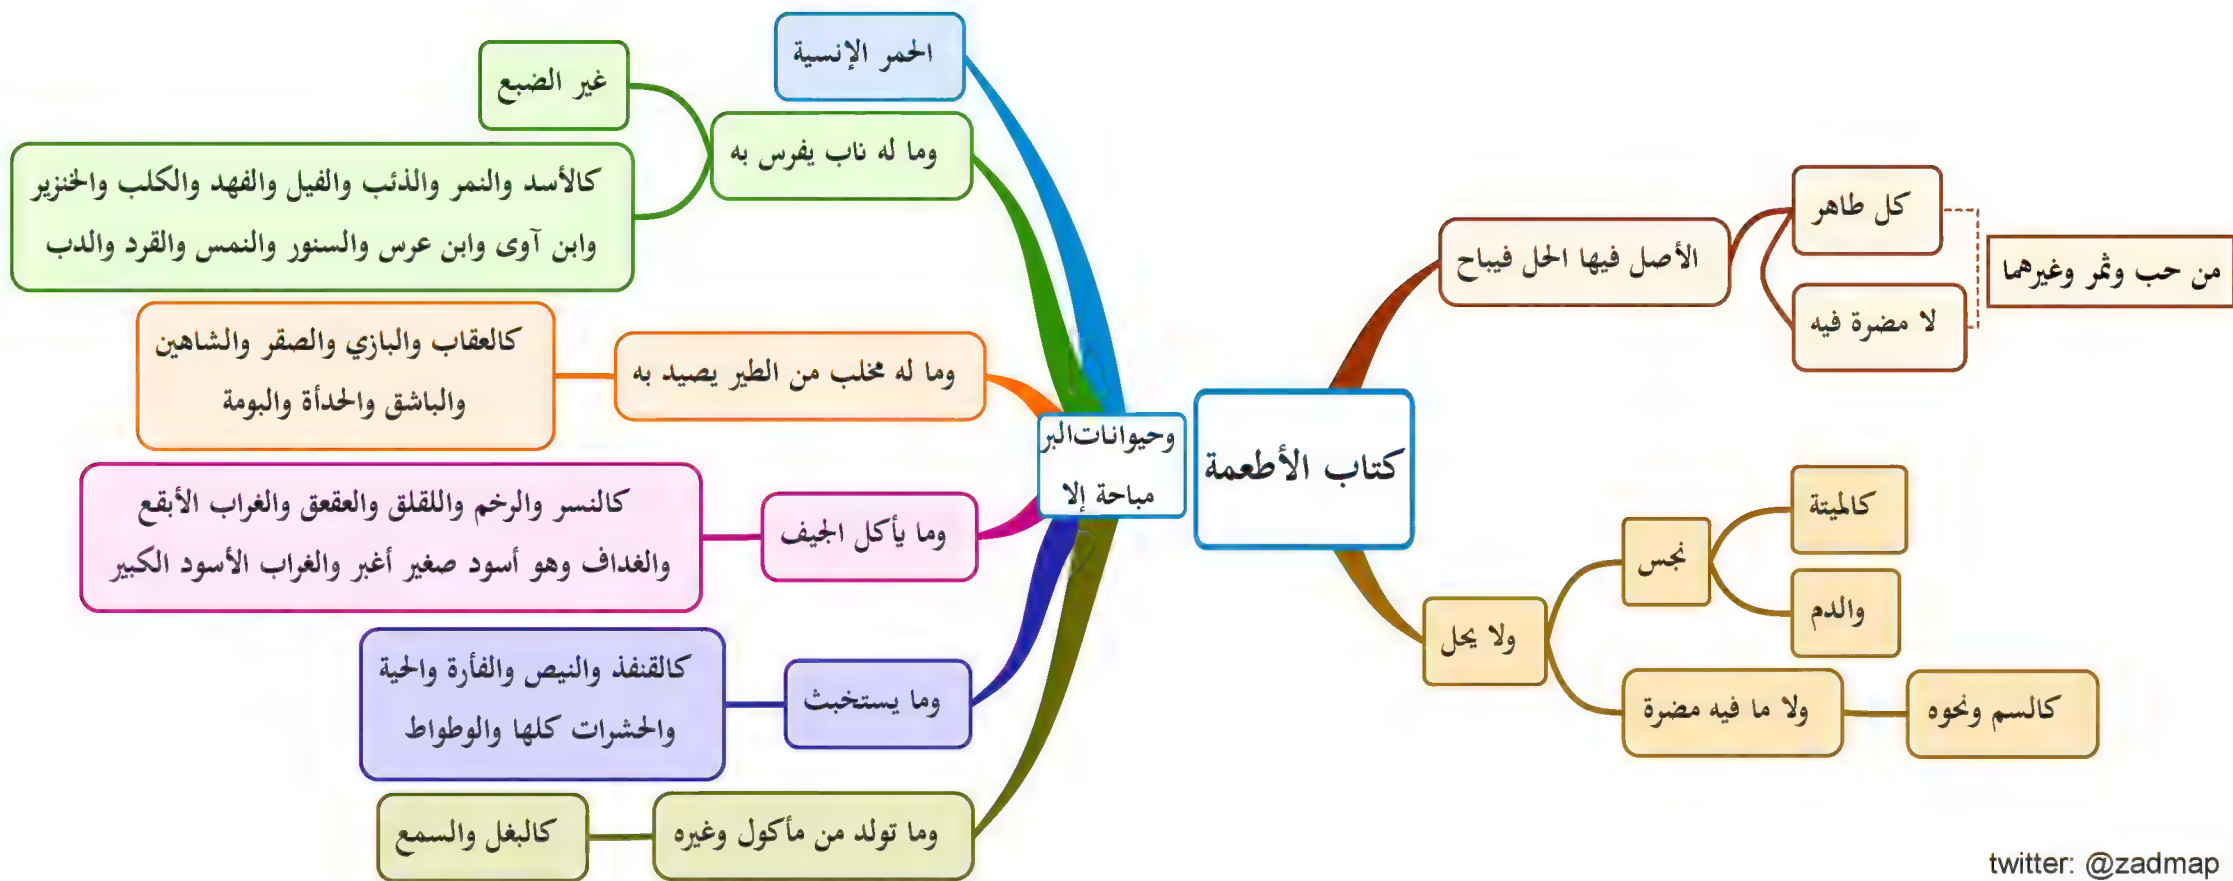 كتاب الأطعمة
الأصل فيها الحل فيباح
كل طاهر
لا مضرة فيه
من حب وثمر وغيرهما
ولا يحل
نجس
كالميتة
والدم
ولا ما فيه مضرة
كالسم ونحوه
وحيوانات البر
مباحة إلا
الحمر الإنسية
وما له ناب يفرس به
غير الضبع
كالأسد والنمر والذئب والفيل والفهد والكلب والخنزير
وابن آوى وابن عرس والسنور والنمس والقرد والدب
وما له مخلب من الطير يصيد به
كالعقاب والبازي والصقر والشاهين
والباشق والحدأة والبومة
وما يأكل الجيف
كالنسر والرخم واللقلق والعقعق والغراب الأبقع
والغداف وهو أسود صغير أغبر والغراب الأسود الكبير
وما يستخبث
كالقنفذ والنيص والفأرة والحية
والحشرات كلها والوطواط
وما تولد من مأكول وغيره
كالبغل والسمع
twitter: @zadmap